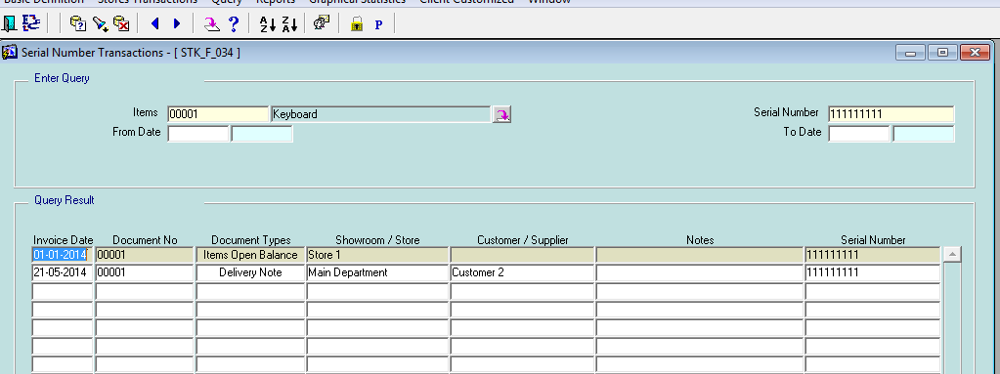 Basic Definition Stores Transactions Query Reports Graphical Statistics Client Customized Window
Serial Number Transactions - [ STK_F_034 ]
Enter Query
Items 00001 Keyboard Serial Number 111111111
From Date To Date
Query Result
Invoice Date Document No Document Types Showroom / Store Customer / Supplier Notes Serial Number
01-01-2014 00001 Items Open Balance Store 1 111111111
21-05-2014 00001 Delivery Note Main Department Customer 2 111111111